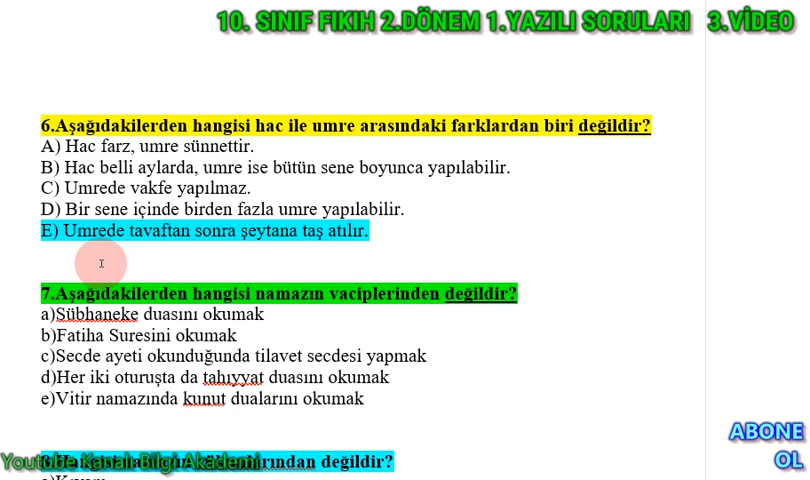 10. SINIF FIKIH 2.DÖNEM 1.YAZILI SORULARI 3.VİDEO
6.Aşağıdakilerden hangisi hac ile umre arasındaki farklardan biri değildir?
A) Hac farz, umre sünnettir.
B) Hac belli aylarda, umre ise bütün sene boyunca yapılabilir.
C) Umrede vakfe yapılmaz.
D) Bir sene içinde birden fazla umre yapılabilir.
E) Umrede tavaftan sonra şeytana taş atılır.
7.Aşağıdakilerden hangisi namazın vaciplerinden değildir?
a)Sübhaneke duasını okumak
b)Fatiha Suresini okumak
c)Secde ayeti okunduğunda tilavet secdesi yapmak
d)Her iki oturuşta da tahıyyat duasını okumak
e)Vitir namazında kunut dualarını okumak
ABONE
OL
Youtube Kanalı Bilgi Akademi
değildir?